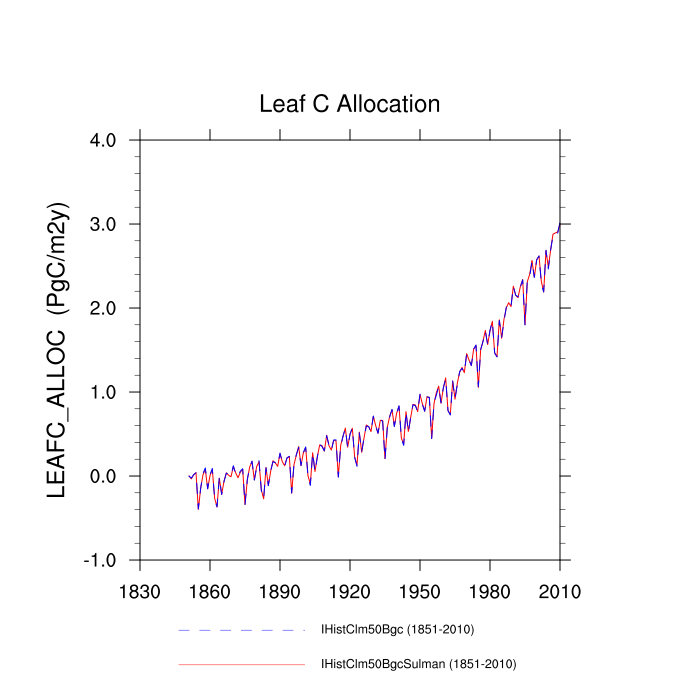 Leaf C Allocation
LEAFC_ALLOC (PgC/m2y)
4.0
3.0
2.0
1.0
0.0
-1.0
1830 1860 1890 1920 1950 1980 2010
IHistClm50Bgc (1851-2010)
IHistClm50BgcSulman (1851-2010)